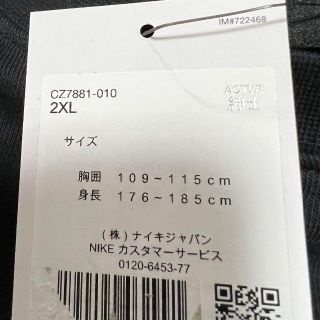 IM#722468
CZ7881-010
2XL
サイズ
胸囲 109~115cm
身長 176~185cm
(株)ナイキジャパン
NIKE カスタマーサービス
0120-6453-77